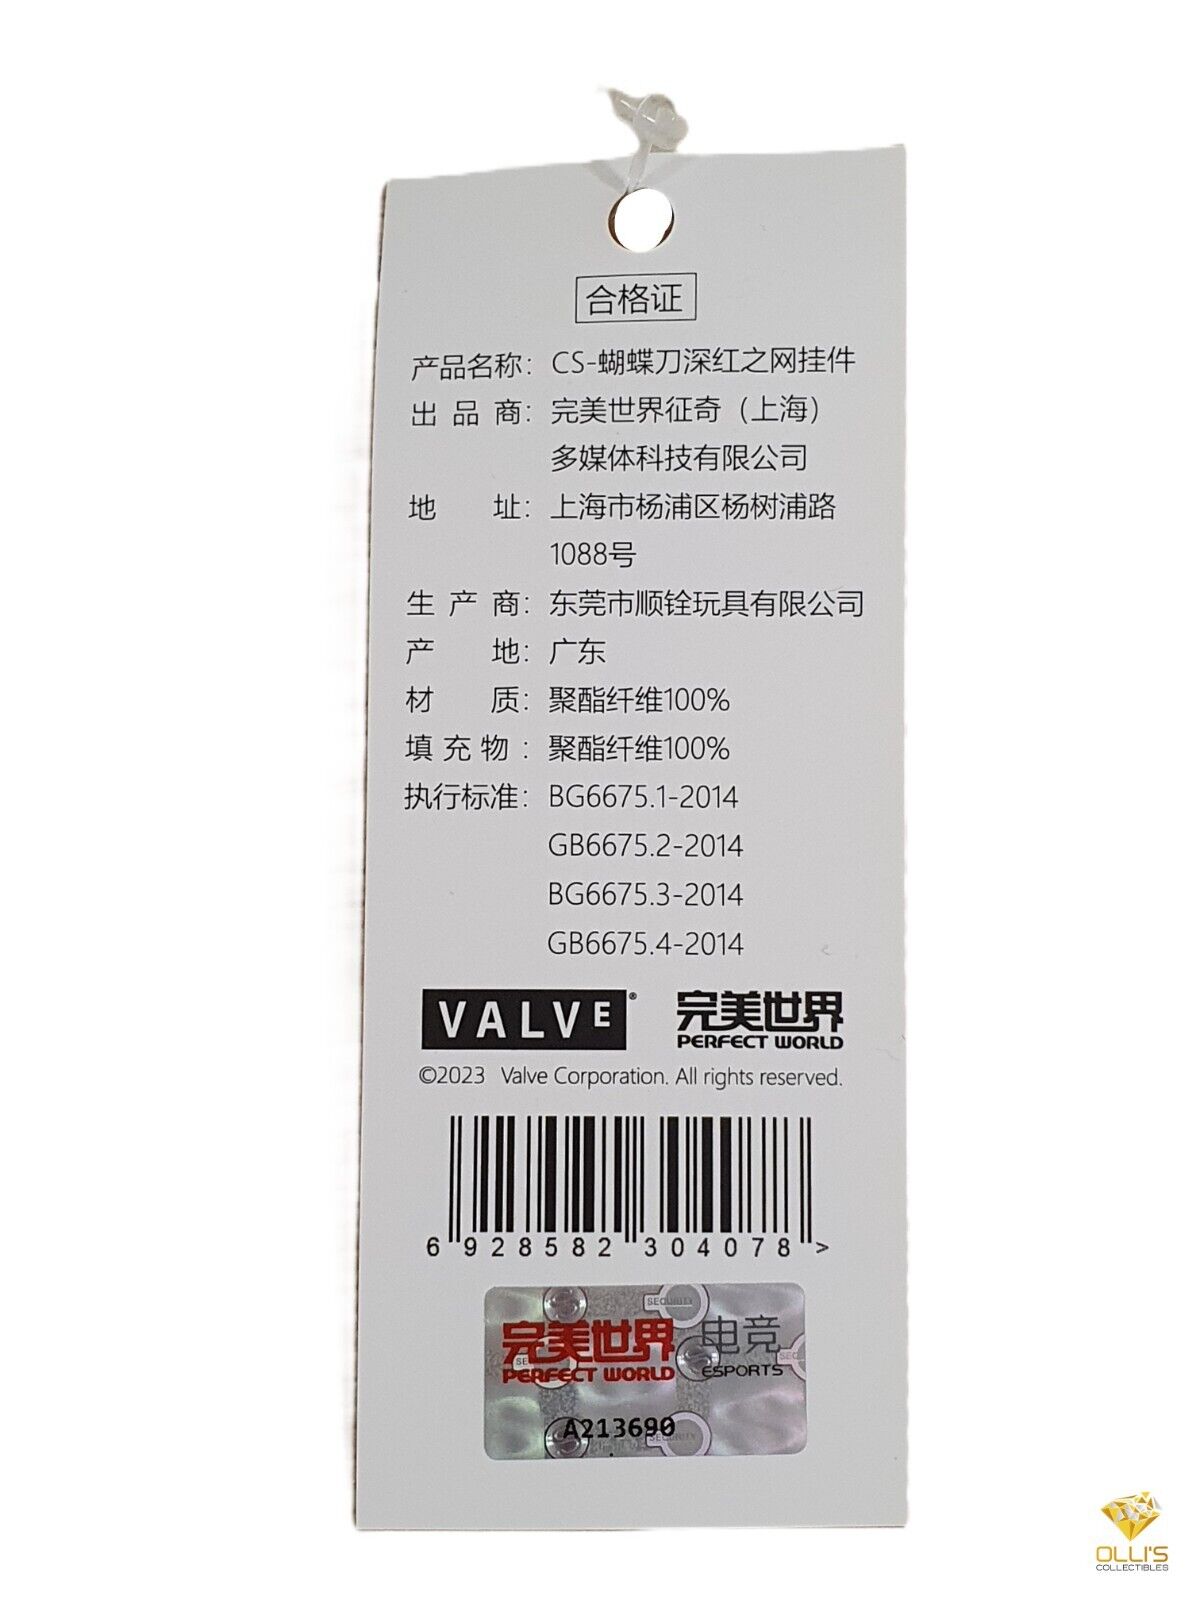 合格证
产品名称: CS-蝴蝶刀深红之网挂件
出品商: 完美世界征奇（上海）
多媒体科技有限公司
地址: 上海市杨浦区杨树浦路
1088号
生产商: 东莞市顺铨玩具有限公司
产地: 广东
材质: 聚酯纤维100%
填充物: 聚酯纤维100%
执行标准: BG6675.1-2014
GB6675.2-2014
BG6675.3-2014
GB6675.4-2014
VALVE® 完美世界
PERFECT WORLD
©2023 Valve Corporation. All rights reserved.
6 928582 304078 >
SECURITY
完美世界 电竞
PERFECT WORLD ESPORTS
A213690
OLLI'S
COLLECTIBLES